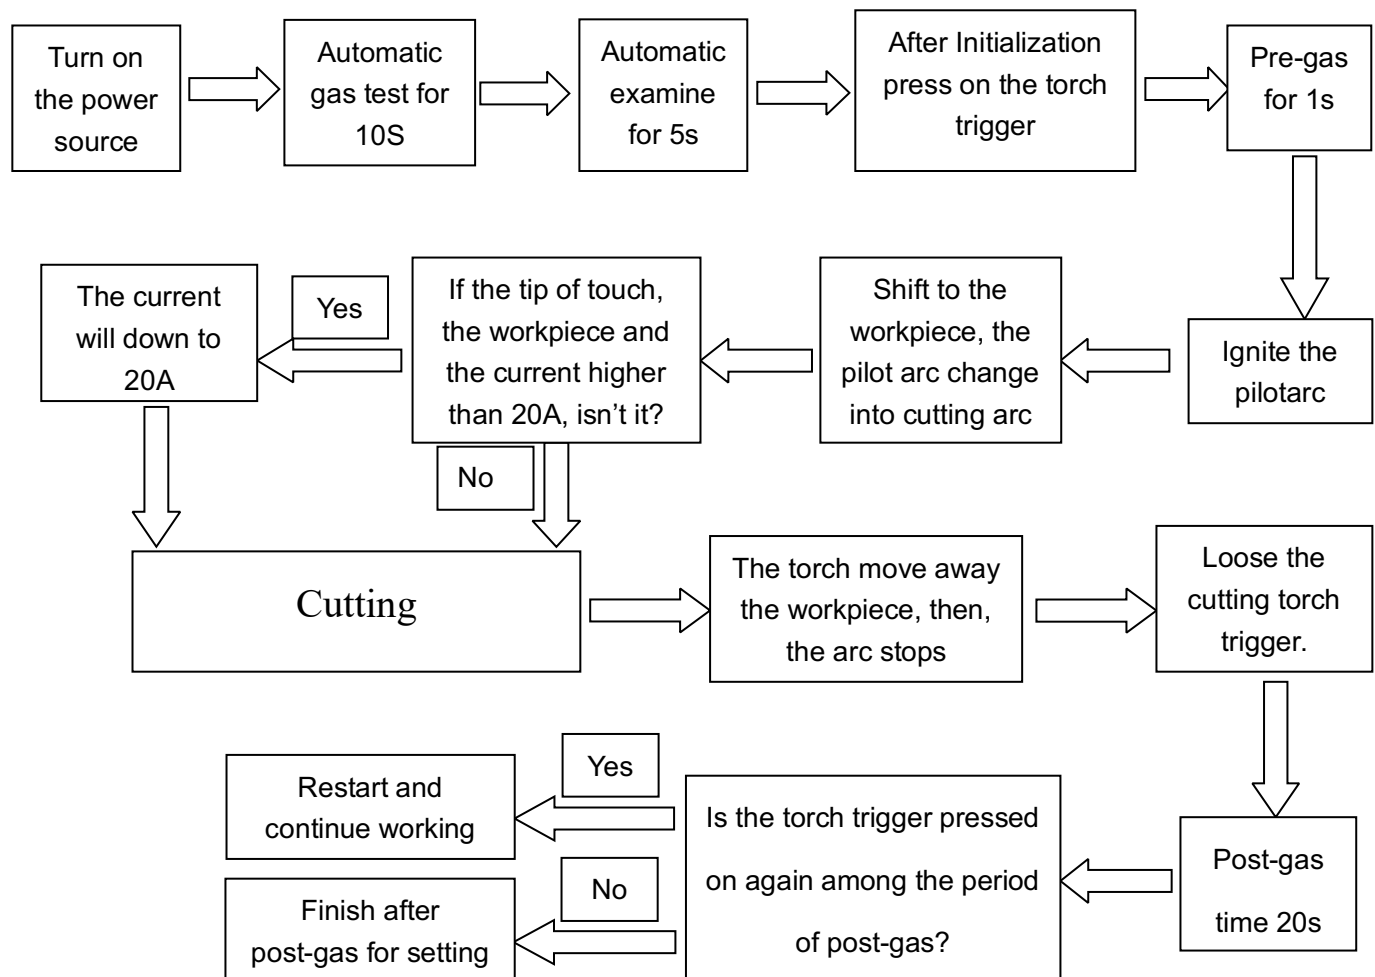 Turn on
the power
source
Automatic
gas test for
10S
Automatic
examine
for 5s
After Initialization
press on the torch
trigger
Pre-gas
for 1s
Ignite the
pilotarc
Shift to the
workpiece, the
pilot arc change
into cutting arc
If the tip of touch,
the workpiece and
the current higher
than 20A, isn’t it?
Yes
The current
will down to
20A
No
Cutting
The torch move away
the workpiece, then,
the arc stops
Loose the
cutting torch
trigger.
Post-gas
time 20s
Is the torch trigger pressed
on again among the period
of post-gas?
Yes
Restart and
continue working
No
Finish after
post-gas for setting